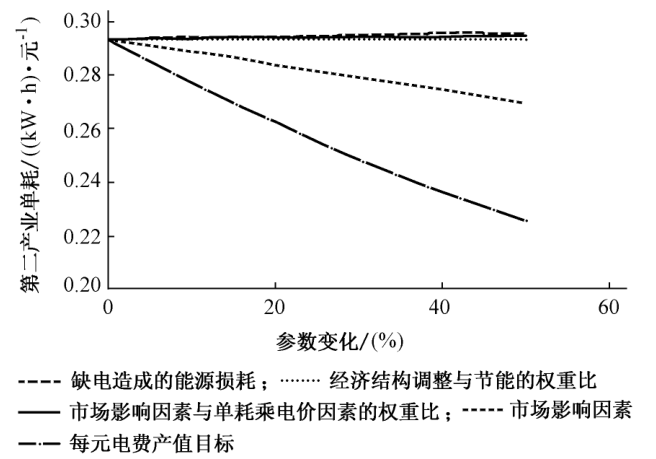 第二产业单耗/((kW·h)·元⁻¹)
0.30
0.28
0.26
0.24
0.22
0.20
0 20 40 60
参数变化/(%)
缺电造成的能源损耗； 经济结构调整与节能的权重比
市场影响因素与单耗乘电价因素的权重比； 市场影响因素
每元电费产值目标